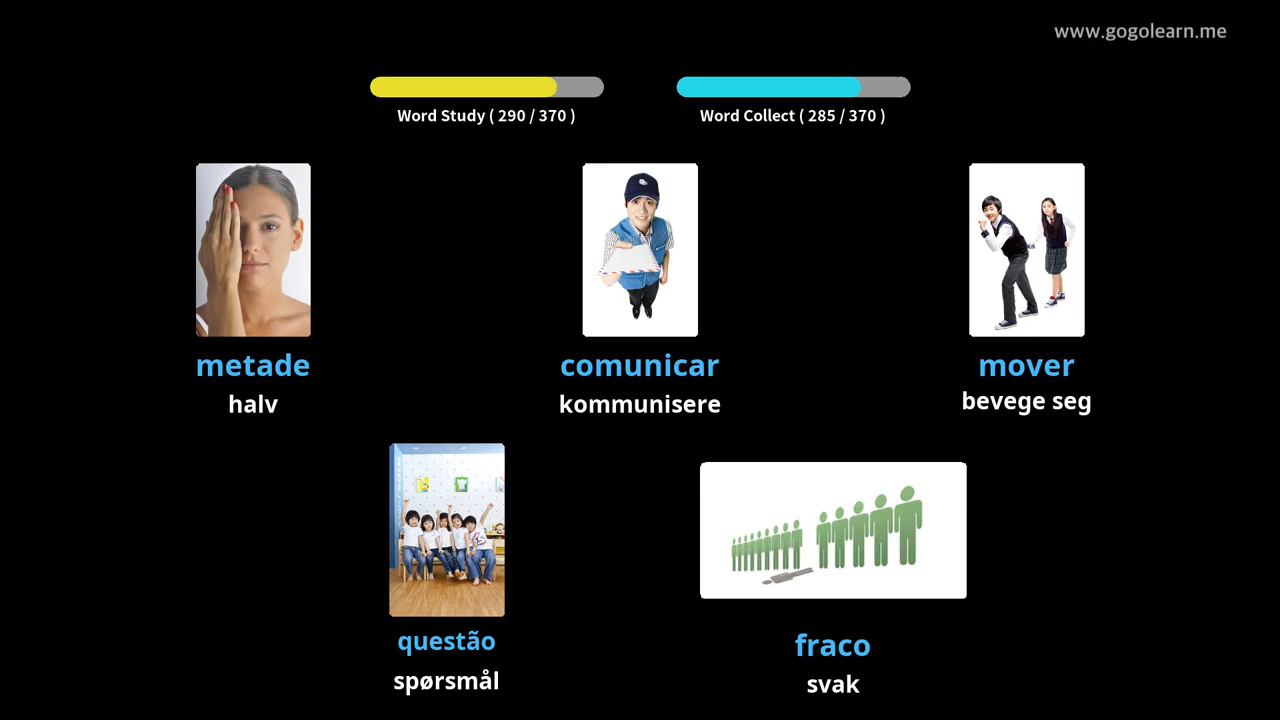 www.gogolearn.me
Word Study ( 290 / 370 )
Word Collect ( 285 / 370 )
metade
halv
comunicar
kommunisere
mover
bevege seg
questão
spørsmål
fraco
svak